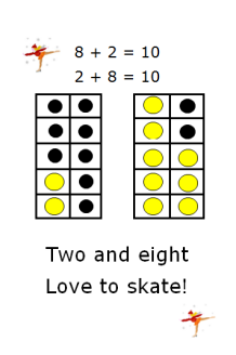 8 + 2 = 10
2 + 8 = 10
Two and eight
Love to skate!